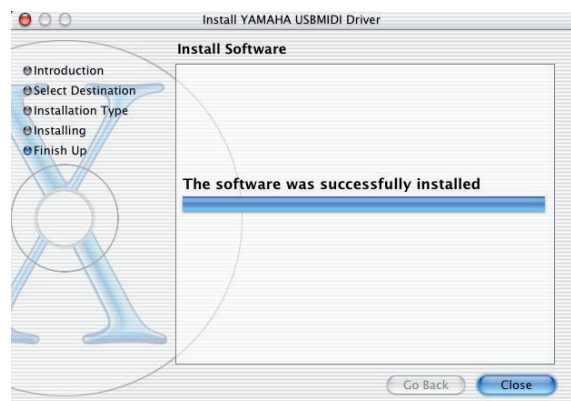 Install YAMAHA USBMIDI Driver
Install Software
Introduction
Select Destination
Installation Type
Installing
Finish Up
The software was successfully installed
Go Back
Close